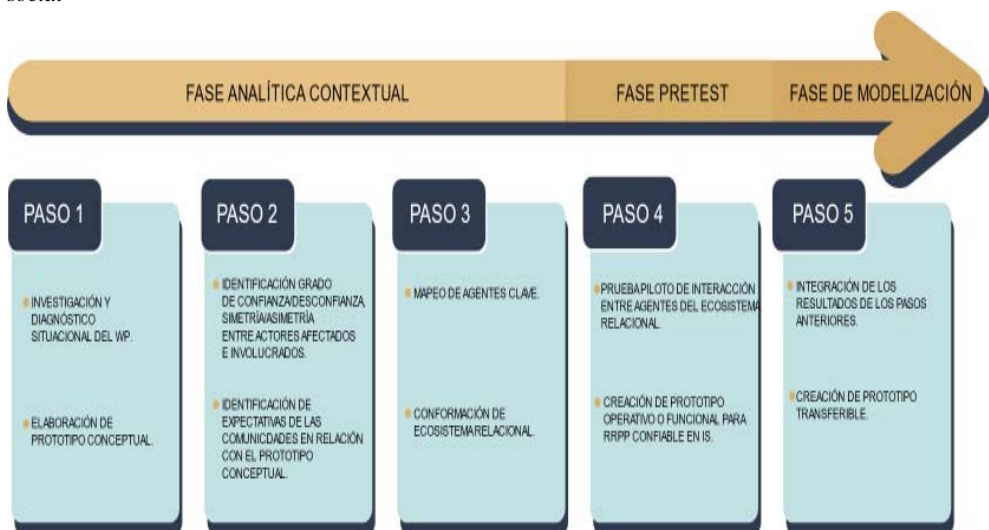 social
FASE ANALÍTICA CONTEXTUAL
FASE PRETEST
FASE DE MODELIZACIÓN
PASO 1
INVESTIGACIÓN Y
DIAGNÓSTICO
SITUACIONAL DEL WP.
ELABORACIÓN DE
PROTOTIPO CONCEPTUAL.
PASO 2
IDENTIFICACIÓN GRADO
DE CONFIANZA/DESCONFIANZA,
SIMETRÍA/ASIMETRÍA
ENTRE ACTORES AFECTADOS
E INVOLUCRADOS.
IDENTIFICACIÓN DE
EXPECTATIVAS DE LAS
COMUNICDADES EN RELACIÓN
CON EL PROTOTIPO
CONCEPTUAL.
PASO 3
MAPEO DE AGENTES CLAVE.
CONFORMACIÓN DE
ECOSISTEMA RELACIONAL.
PASO 4
PRUEBA PILOTO DE INTERACCIÓN
ENTRE AGENTES DEL ECOSISTEMA
RELACIONAL.
CREACIÓN DE PROTOTIPO
OPERATIVO O FUNCIONAL PARA
RRPP CONFIABLE EN IS.
PASO 5
INTEGRACIÓN DE LOS
RESULTADOS DE LOS PASOS
ANTERIORES.
CREACIÓN DE PROTOTIPO
TRANSFERIBLE.